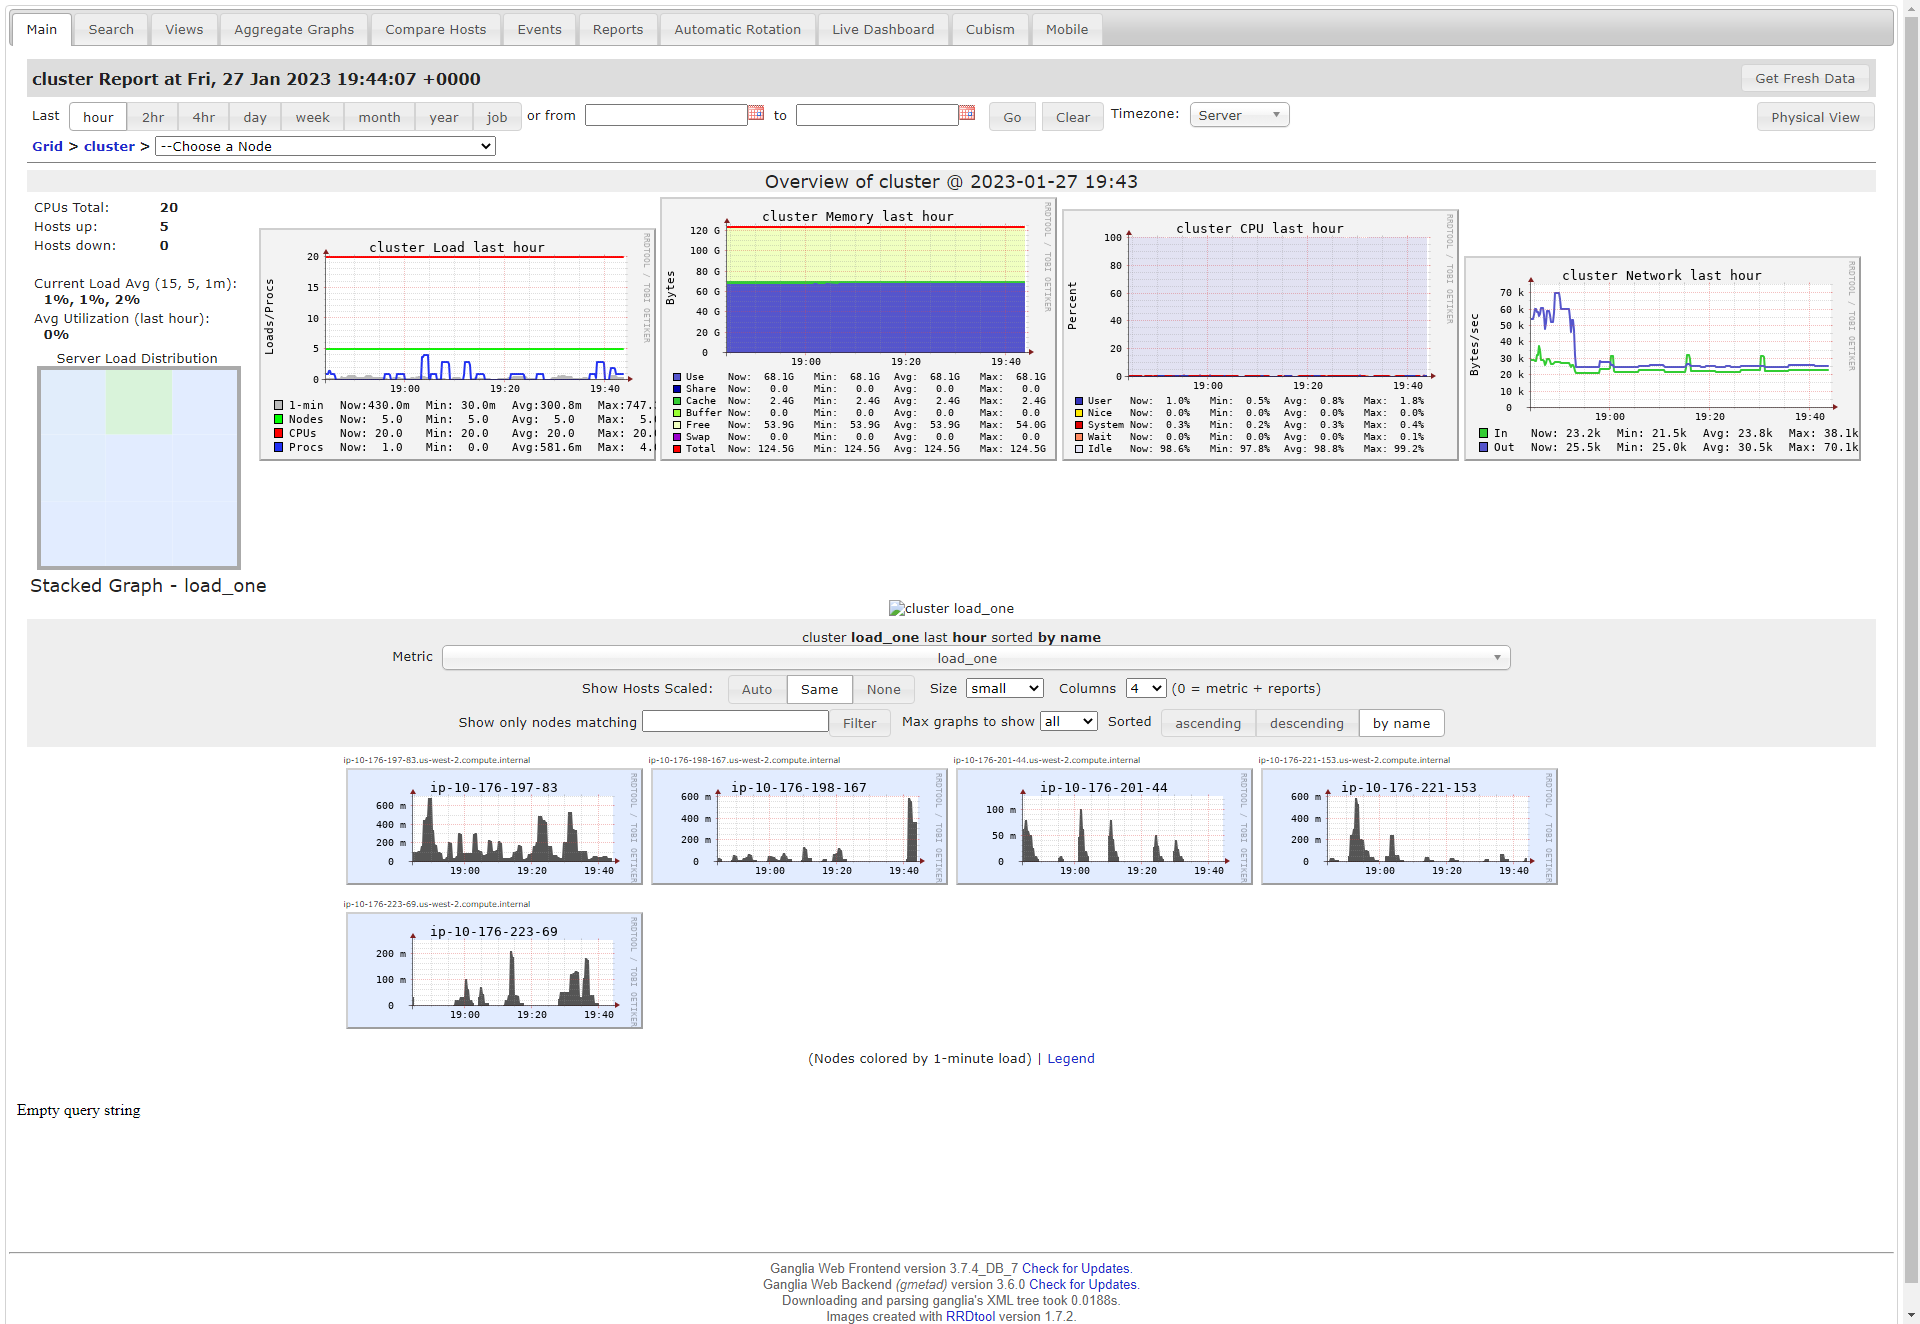 Main Search Views Aggregate Graphs Compare Hosts Events Reports Automatic Rotation Live Dashboard Cubism Mobile
cluster Report at Fri, 27 Jan 2023 19:44:07 +0000 Get Fresh Data
Last hour 2hr 4hr day week month year job or from to Go Clear Timezone: Server Physical View
Grid > cluster > --Choose a Node
Overview of cluster @ 2023-01-27 19:43
CPUs Total: 20
Hosts up: 5
Hosts down: 0
Current Load Avg (15, 5, 1m):
1%, 1%, 2%
Avg Utilization (last hour):
0%
Server Load Distribution
cluster Load last hour
RRDTOOL / TOBI OETIKER
Loads/Procs
20
15
10
5
0
19:00 19:20 19:40
1-min Now:430.0m Min: 30.0m Avg:300.8m Max:747.
Nodes Now: 5.0 Min: 5.0 Avg: 5.0 Max: 5.
CPUs Now: 20.0 Min: 20.0 Avg: 20.0 Max: 20.
Procs Now: 1.0 Min: 0.0 Avg:581.6m Max: 4.
cluster Memory last hour
RRDTOOL / TOBI OETIKER
Bytes
120 G
100 G
80 G
60 G
40 G
20 G
0
19:00 19:20 19:40
Use Now: 68.1G Min: 68.1G Avg: 68.1G Max: 68.1G
Share Now: 0.0 Min: 0.0 Avg: 0.0 Max: 0.0
Cache Now: 2.4G Min: 2.4G Avg: 2.4G Max: 2.4G
Buffer Now: 0.0 Min: 0.0 Avg: 0.0 Max: 0.0
Free Now: 53.9G Min: 53.9G Avg: 53.9G Max: 54.0G
Swap Now: 0.0 Min: 0.0 Avg: 0.0 Max: 0.0
Total Now: 124.5G Min: 124.5G Avg: 124.5G Max: 124.5G
cluster CPU last hour
RRDTOOL / TOBI OETIKER
Percent
100
80
60
40
20
0
19:00 19:20 19:40
User Now: 1.0% Min: 0.5% Avg: 0.8% Max: 1.8%
Nice Now: 0.0% Min: 0.0% Avg: 0.0% Max: 0.0%
System Now: 0.3% Min: 0.2% Avg: 0.3% Max: 0.4%
Wait Now: 0.0% Min: 0.0% Avg: 0.0% Max: 0.1%
Idle Now: 98.6% Min: 97.8% Avg: 98.8% Max: 99.2%
cluster Network last hour
RRDTOOL / TOBI OETIKER
Bytes/sec
70 k
60 k
50 k
40 k
30 k
20 k
10 k
0
19:00 19:20 19:40
In Now: 23.2k Min: 21.5k Avg: 23.8k Max: 38.1k
Out Now: 25.5k Min: 25.0k Avg: 30.5k Max: 70.1k
Stacked Graph - load_one
cluster load_one
cluster load_one last hour sorted by name
Metric load_one
Show Hosts Scaled: Auto Same None Size small Columns 4 (0 = metric + reports)
Show only nodes matching Filter Max graphs to show all Sorted ascending descending by name
ip-10-176-197-83.us-west-2.compute.internal
ip-10-176-197-83
RRDTOOL / TOBI OETIKER
600 m
400 m
200 m
0
19:00 19:20 19:40
ip-10-176-198-167.us-west-2.compute.internal
ip-10-176-198-167
RRDTOOL / TOBI OETIKER
600 m
400 m
200 m
0
19:00 19:20 19:40
ip-10-176-201-44.us-west-2.compute.internal
ip-10-176-201-44
RRDTOOL / TOBI OETIKER
100 m
50 m
0
19:00 19:20 19:40
ip-10-176-221-153.us-west-2.compute.internal
ip-10-176-221-153
RRDTOOL / TOBI OETIKER
600 m
400 m
200 m
0
19:00 19:20 19:40
ip-10-176-223-69.us-west-2.compute.internal
ip-10-176-223-69
RRDTOOL / TOBI OETIKER
200 m
100 m
0
19:00 19:20 19:40
(Nodes colored by 1-minute load) | Legend
Empty query string
Ganglia Web Frontend version 3.7.4_DB_7 Check for Updates.
Ganglia Web Backend (gmetad) version 3.6.0 Check for Updates.
Downloading and parsing ganglia's XML tree took 0.0188s.
Images created with RRDtool version 1.7.2.